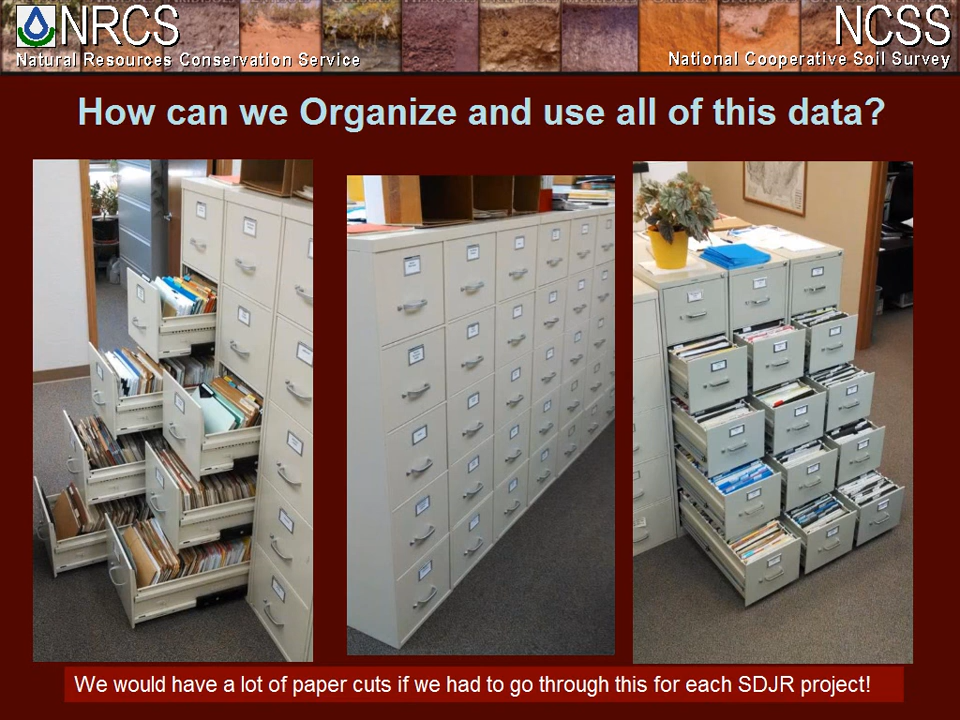 NRCS
Natural Resources Conservation Service
NCSS
National Cooperative Soil Survey
How can we Organize and use all of this data?
We would have a lot of paper cuts if we had to go through this for each SDJR project!